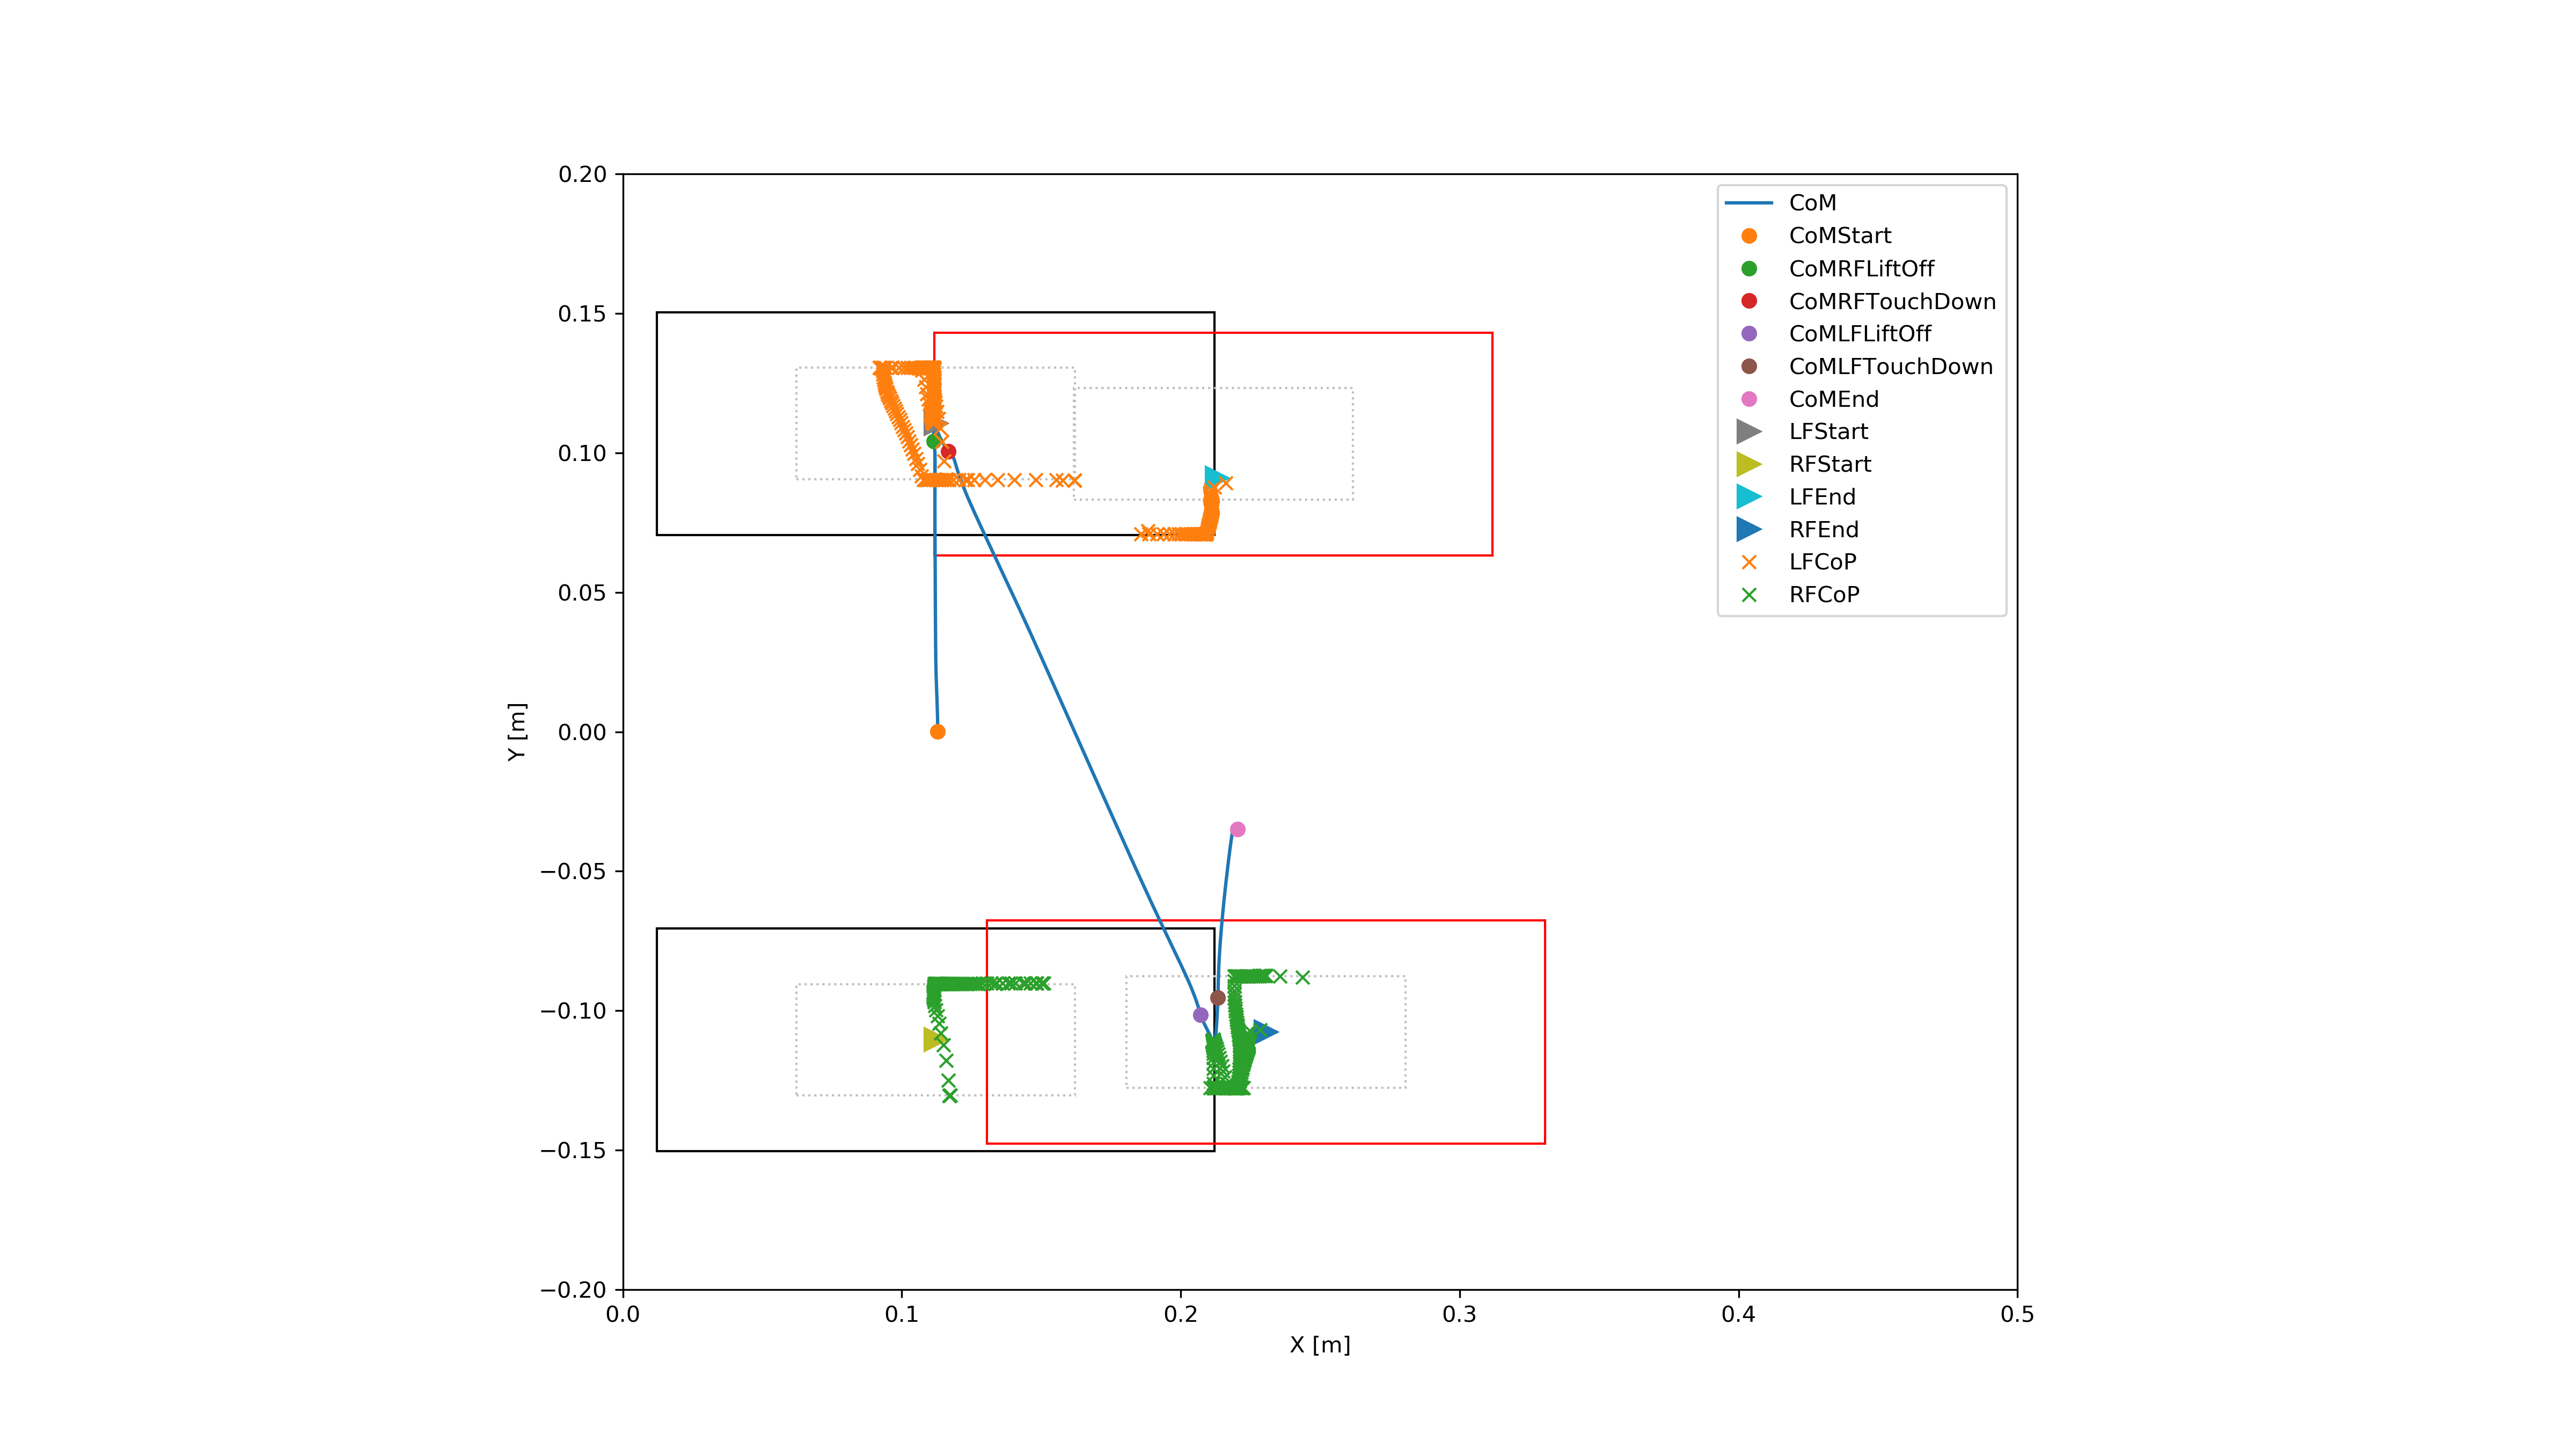 0.20
0.15
0.10
0.05
0.00
−0.05
−0.10
−0.15
−0.20
Y [m]
0.0 0.1 0.2 0.3 0.4 0.5
X [m]
CoM
CoMStart
CoMRFLiftOff
CoMRFTouchDown
CoMLFLiftOff
CoMLFTouchDown
CoMEnd
LFStart
RFStart
LFEnd
RFEnd
LFCoP
RFCoP